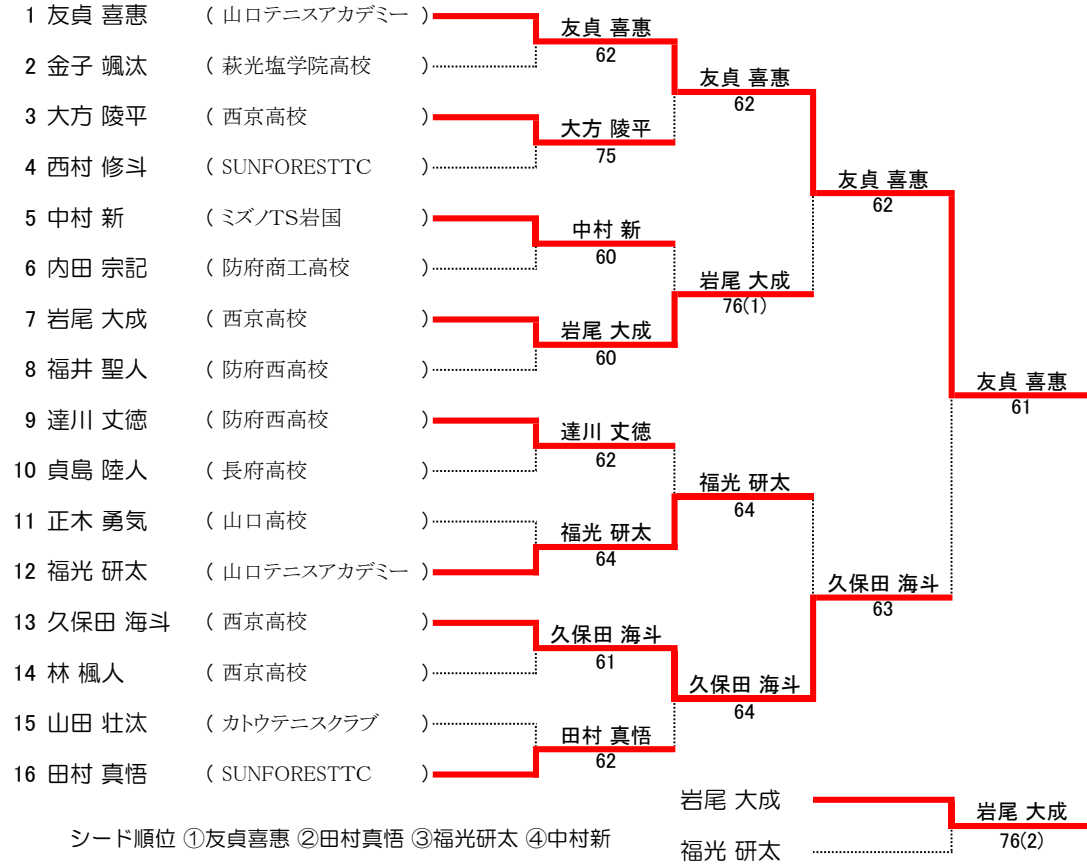 1 友貞 喜惠 ( 山口テニスアカデミー )
2 金子 颯汰 ( 萩光塩学院高校 )
3 大方 陵平 ( 西京高校 )
4 西村 修斗 ( SUNFORESTTC )
5 中村 新 ( ミズノTS岩国 )
6 内田 宗記 ( 防府商工高校 )
7 岩尾 大成 ( 西京高校 )
8 福井 聖人 ( 防府西高校 )
9 達川 丈徳 ( 防府西高校 )
10 貞島 陸人 ( 長府高校 )
11 正木 勇気 ( 山口高校 )
12 福光 研太 ( 山口テニスアカデミー )
13 久保田 海斗 ( 西京高校 )
14 林 楓人 ( 西京高校 )
15 山田 壮汰 ( カトウテニスクラブ )
16 田村 真悟 ( SUNFORESTTC )
友貞 喜惠
62
大方 陵平
75
中村 新
60
岩尾 大成
60
達川 丈徳
62
福光 研太
64
久保田 海斗
61
田村 真悟
62
友貞 喜惠
62
岩尾 大成
76(1)
福光 研太
64
久保田 海斗
64
友貞 喜惠
62
久保田 海斗
63
友貞 喜惠
61
岩尾 大成
福光 研太
岩尾 大成
76(2)
シード順位 ①友貞喜惠 ②田村真悟 ③福光研太 ④中村新